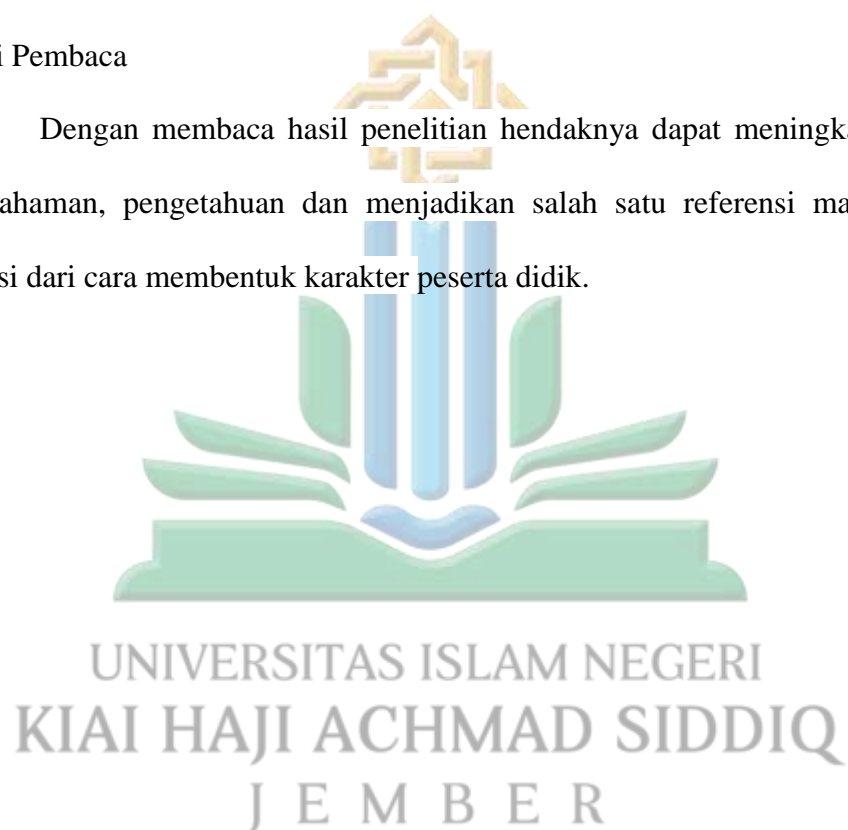 i Pembaca
Dengan membaca hasil penelitian hendaknya dapat meningka
ahaman, pengetahuan dan menjadikan salah satu referensi ma
si dari cara membentuk karakter peserta didik.
UNIVERSITAS ISLAM NEGERI
KIAI HAJI ACHMAD SIDDIQ
J E M B E R